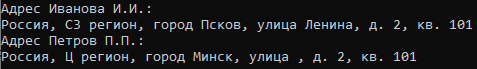 Адрес Иванова И.И.:
Россия, СЗ регион, город Псков, улица Ленина, д. 2, кв. 101
Адрес Петров П.П.:
Россия, Ц регион, город Минск, улица , д. 2, кв. 101